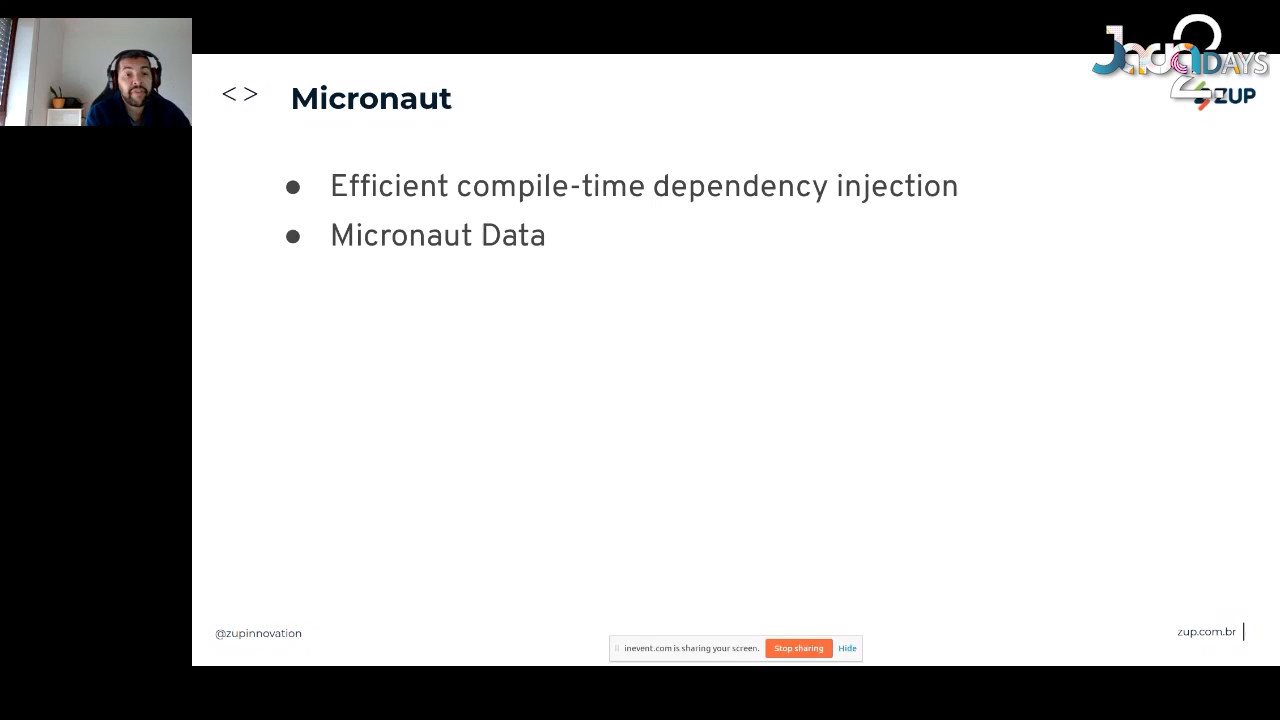 < > Micronaut
● Efficient compile-time dependency injection
● Micronaut Data
@zupinnovation
inevent.com is sharing your screen. Stop sharing Hide
zup.com.br
DAYS
ZUP